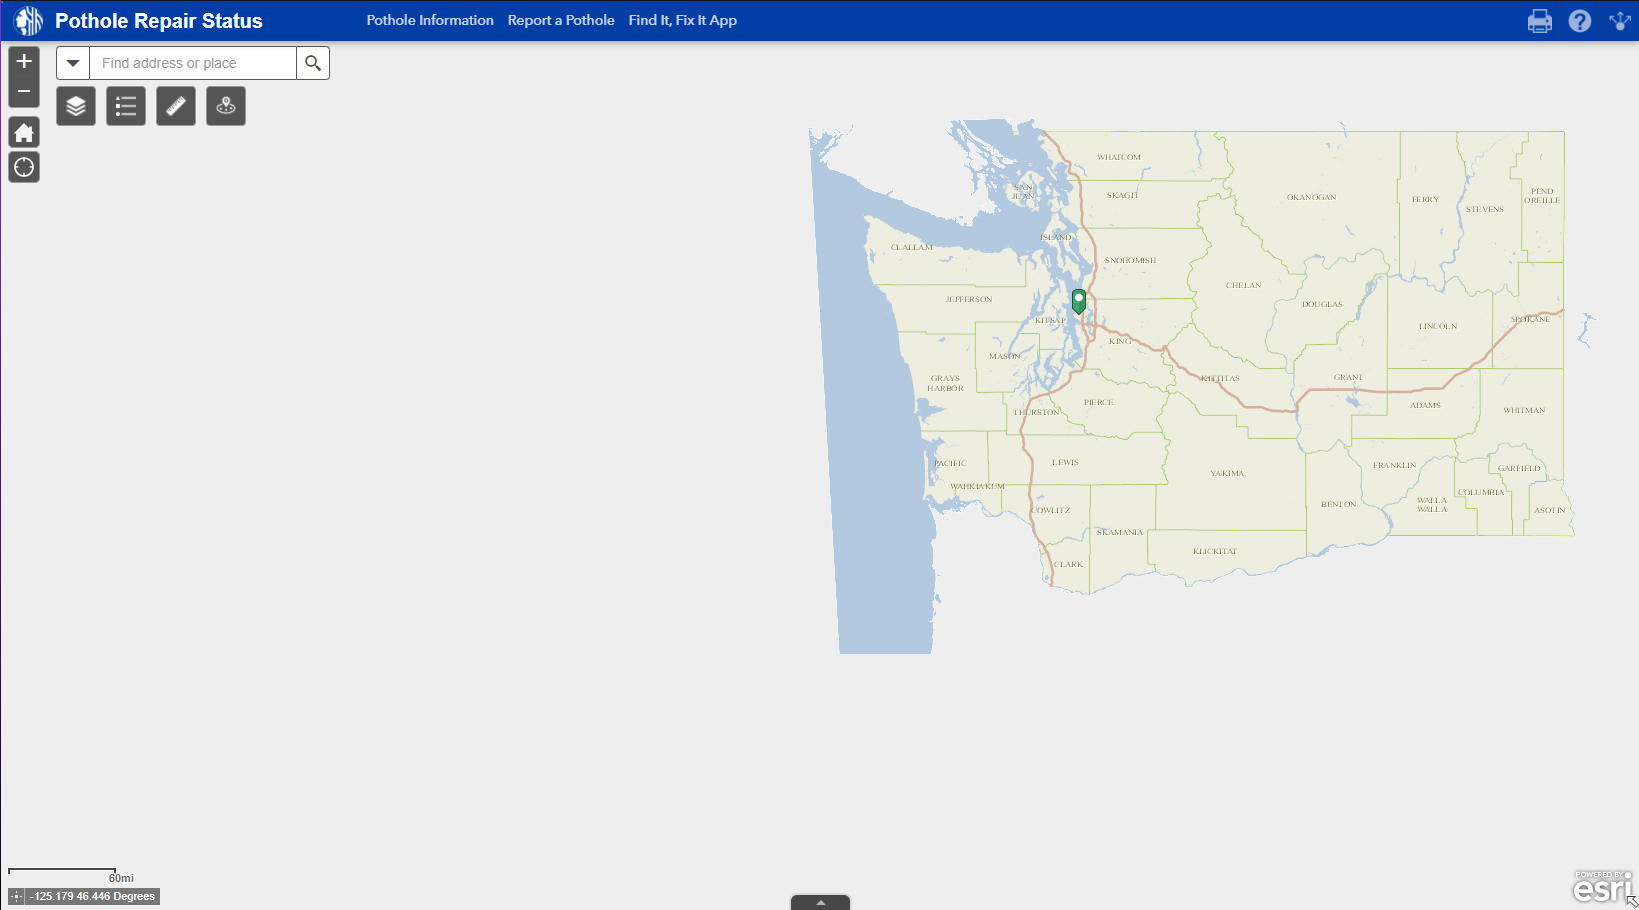 Pothole Repair Status
Pothole Information Report a Pothole Find It, Fix It App
Find address or place
WHATCOM
SKAGIT
SAN
JUAN
OKANOGAN
FERRY
STEVENS
PEND
OREILLE
ISLAND
CLALLAM
SNOHOMISH
CHELAN
JEFFERSON
DOUGLAS
KITSAP
LINCOLN
SPOKANE
KING
MASON
GRAYS
HARBOR
KITTITAS
GRANT
THURSTON
PIERCE
ADAMS
WHITMAN
PACIFIC
LEWIS
YAKIMA
FRANKLIN
GARFIELD
WAHKIAKUM
COLUMBIA
COWLITZ
BENTON
WALLA
WALLA
ASOTIN
SKAMANIA
KLICKITAT
CLARK
60mi
-125.179 46.446 Degrees
POWERED BY
esri